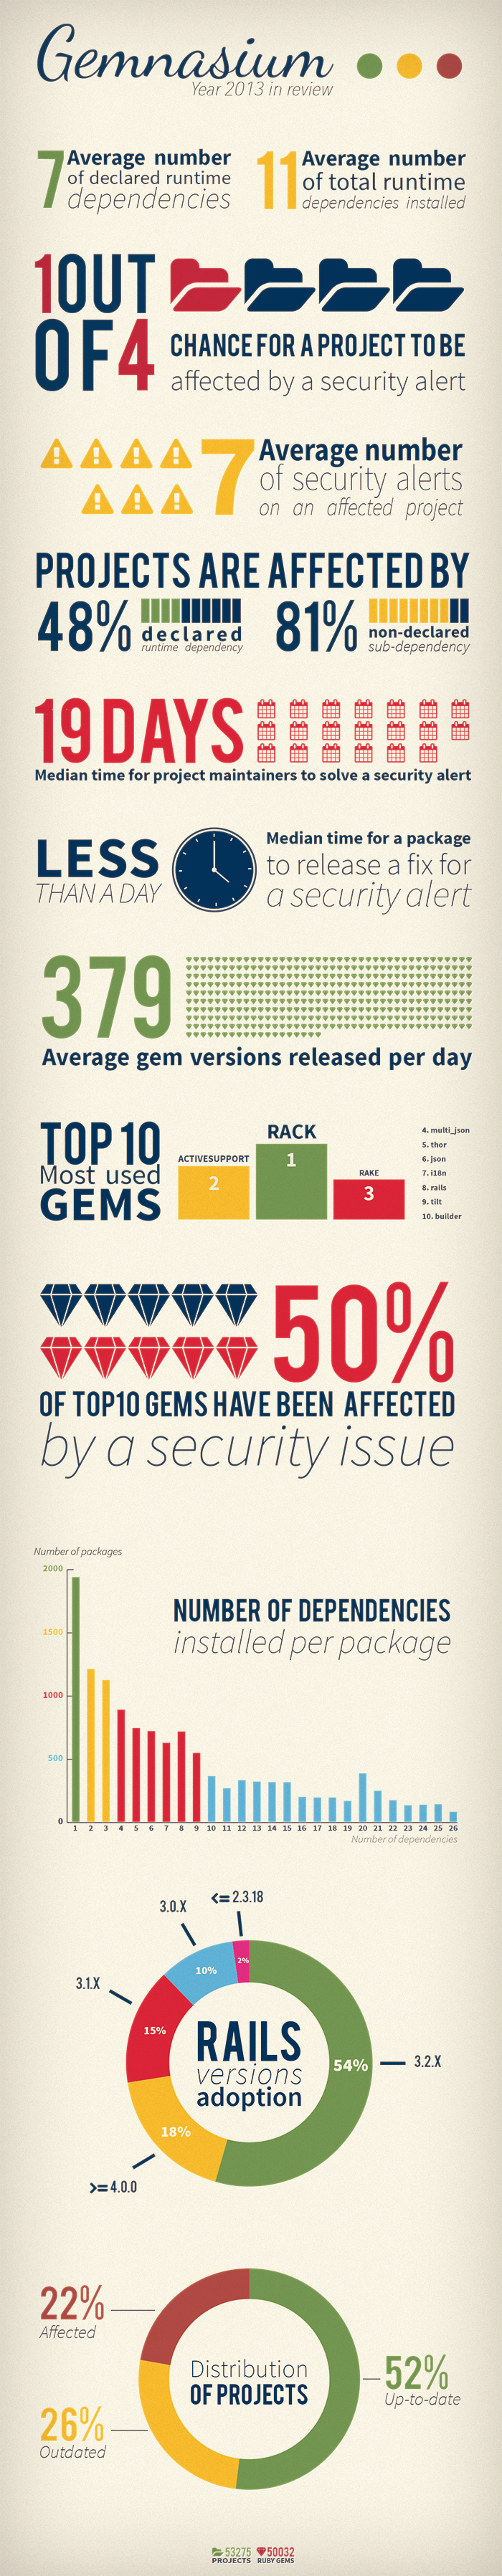 Gemnasium
Year 2013 in review
7
Average number
of declared runtime
dependencies
11
Average number
of total runtime
dependencies installed
1OUT
OF4
CHANCE FOR A PROJECT TO BE
affected by a security alert
7
Average number
of security alerts
on an affected project
PROJECTS ARE AFFECTED BY
48%
declared
runtime dependency
81%
non-declared
sub-dependency
19 DAYS
Median time for project maintainers to solve a security alert
LESS
THAN A DAY
Median time for a package
to release a fix for
a security alert
379
Average gem versions released per day
TOP 10
Most used
GEMS
ACTIVESUPPORT
2
RACK
1
RAKE
3
4. multi_json
5. thor
6. json
7. i18n
8. rails
9. tilt
10. builder
50%
OF TOP10 GEMS HAVE BEEN AFFECTED
by a security issue
Number of packages
NUMBER OF DEPENDENCIES
installed per package
2000
1500
1000
500
0
1 2 3 4 5 6 7 8 9 10 11 12 13 14 15 16 17 18 19 20 21 22 23 24 25 26
Number of dependencies
<= 2.3.18
3.0.X
3.1.X
2%
10%
15%
RAILS
versions
adoption
54%
3.2.X
18%
>= 4.0.0
22%
Affected
Distribution
OF PROJECTS
52%
Up-to-date
26%
Outdated
53275
PROJECTS
50032
RUBY GEMS